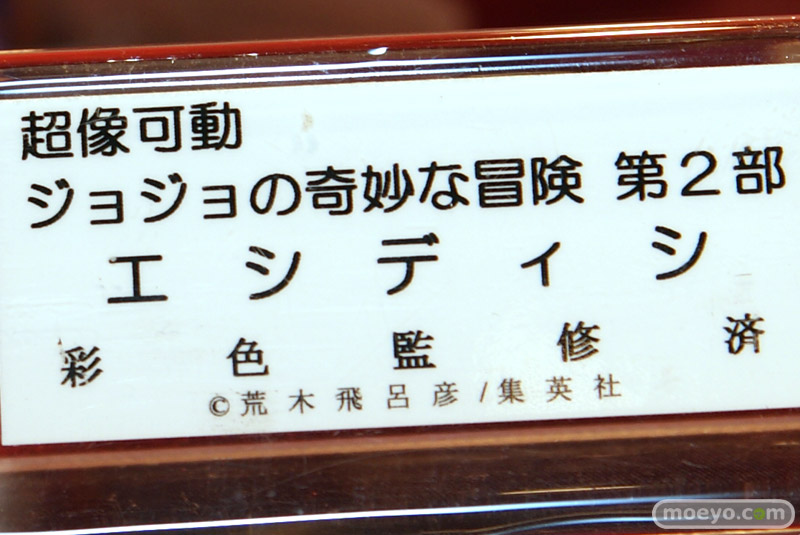 超像可動
ジョジョの奇妙な冒険 第２部
エシディシ
彩色監修済
©荒木飛呂彦/集英社
moeyo.com